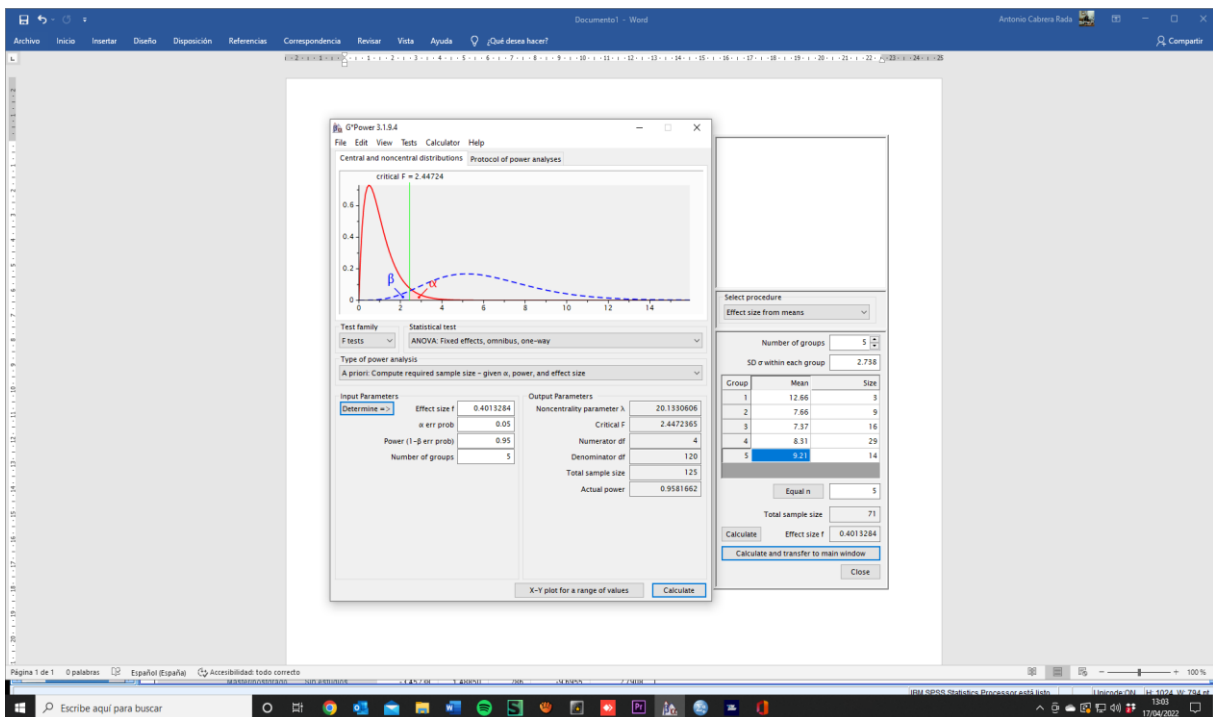 Documento1 - Word
Antonio Cabrera Rada
Archivo Inicio Insertar Diseño Disposición Referencias Correspondencia Revisar Vista Ayuda ¿Qué desea hacer? Compartir
G*Power 3.1.9.4
File Edit View Tests Calculator Help
Central and noncentral distributions Protocol of power analyses
critical F = 2.44724
0.6
0.4
0.2
0
β α
0 2 4 6 8 10 12 14
Test family Statistical test
F tests ANOVA: Fixed effects, omnibus, one-way
Type of power analysis
A priori: Compute required sample size - given α, power, and effect size
Input Parameters Output Parameters
Determine => Effect size f 0.4013284 Noncentrality parameter λ 20.1330606
α err prob 0.05 Critical F 2.4472365
Power (1-β err prob) 0.95 Numerator df 4
Number of groups 5 Denominator df 120
Total sample size 125
Actual power 0.9581662
X-Y plot for a range of values Calculate
Select procedure
Effect size from means
Number of groups 5
SD σ within each group 2.738
Group Mean Size
1 12.66 3
2 7.66 9
3 7.37 16
4 8.31 29
5 9.21 14
Equal n 5
Total sample size 71
Calculate Effect size f 0.4013284
Calculate and transfer to main window
Close
Página 1 de 1 0 palabras Español (España) Accesibilidad: todo correcto 100%
IBM SPSS Statistics Processor está listo Unicode:ON H: 1024, W: 794 pt
Escribe aquí para buscar
13:03
17/04/2022